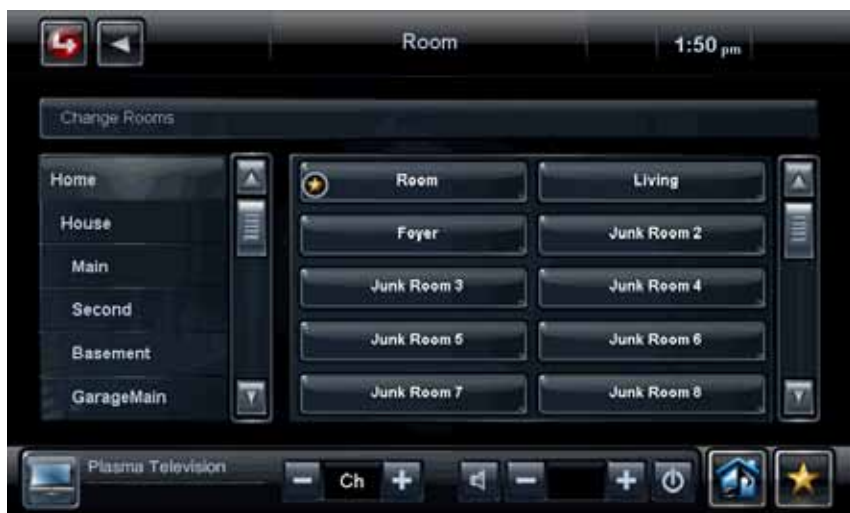 Room
1:50 pm
Change Rooms
Home
House
Main
Second
Basement
GarageMain
Room
Living
Foyer
Junk Room 2
Junk Room 3
Junk Room 4
Junk Room 5
Junk Room 6
Junk Room 7
Junk Room 8
Plasma Television
Ch